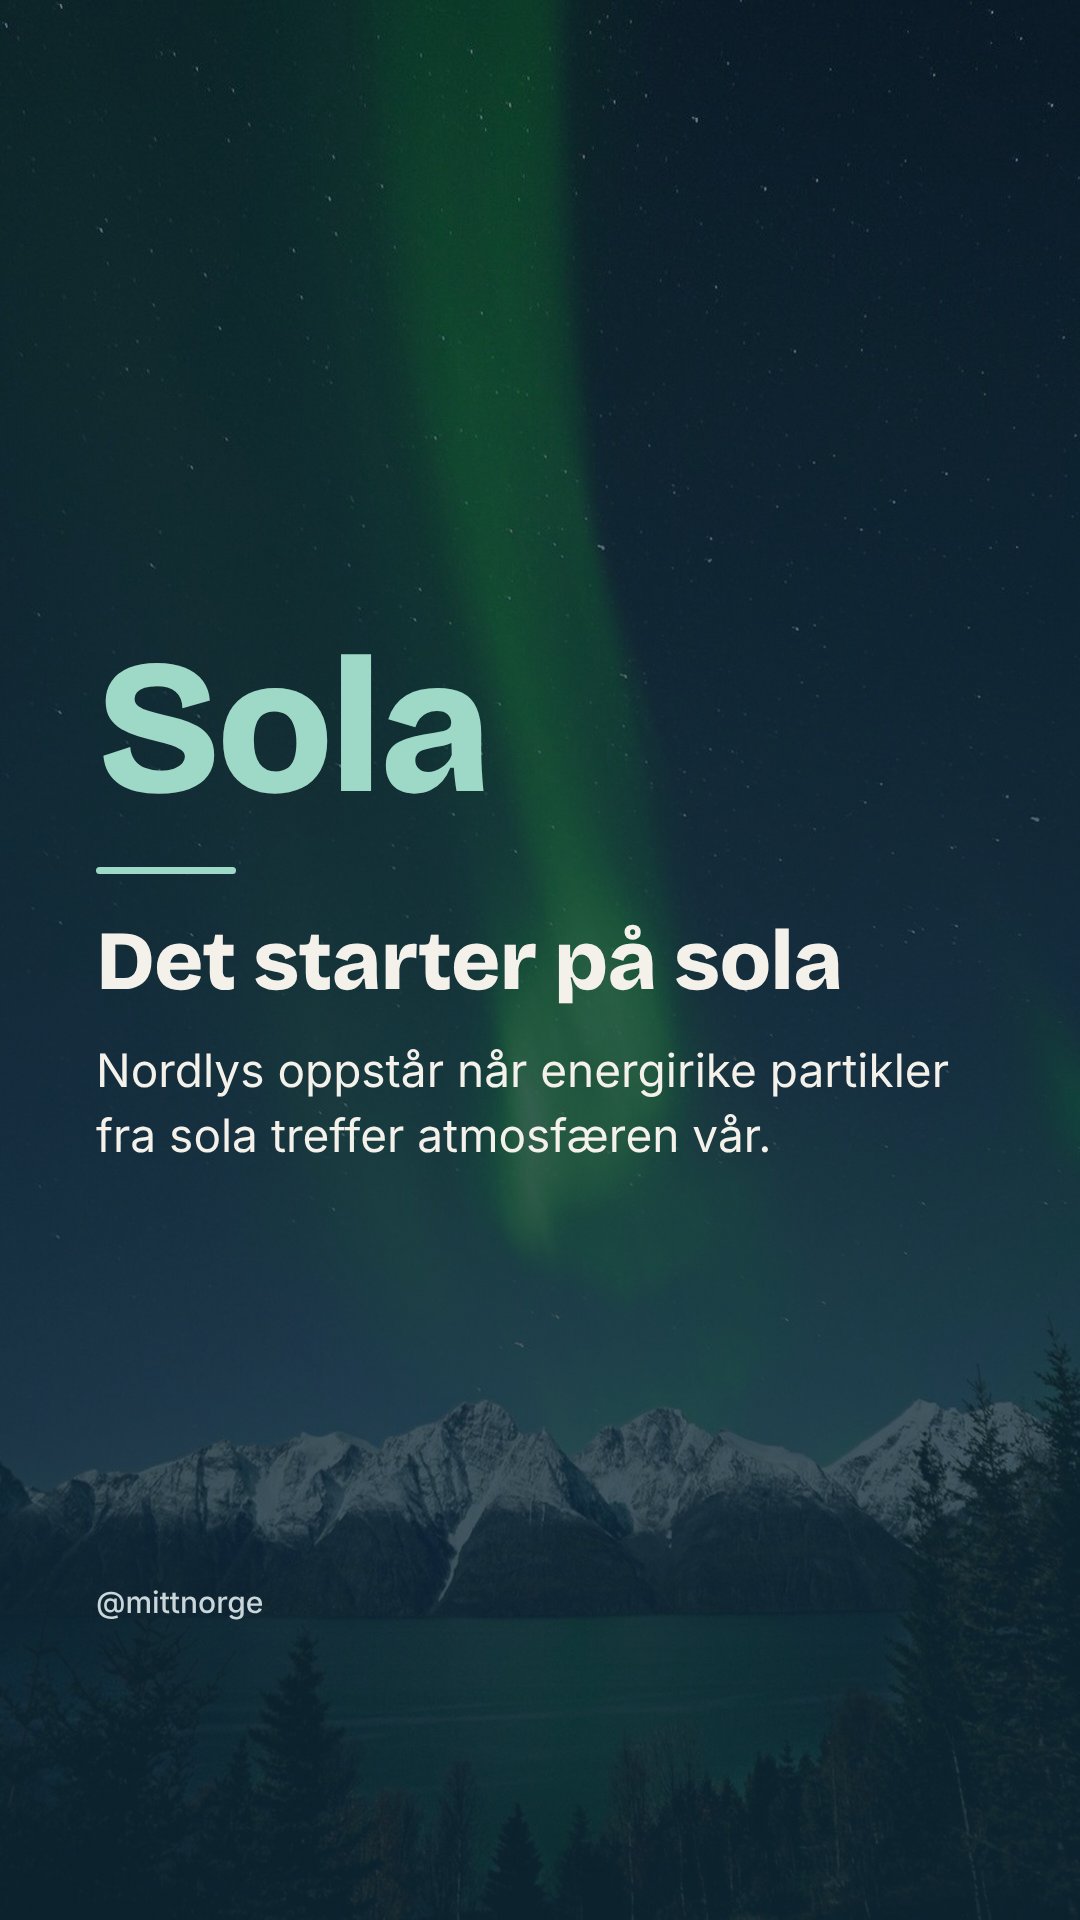 Sola
Det starter på sola
Nordlys oppstår når energirike partikler
fra sola treffer atmosfæren vår.
@mittnorge